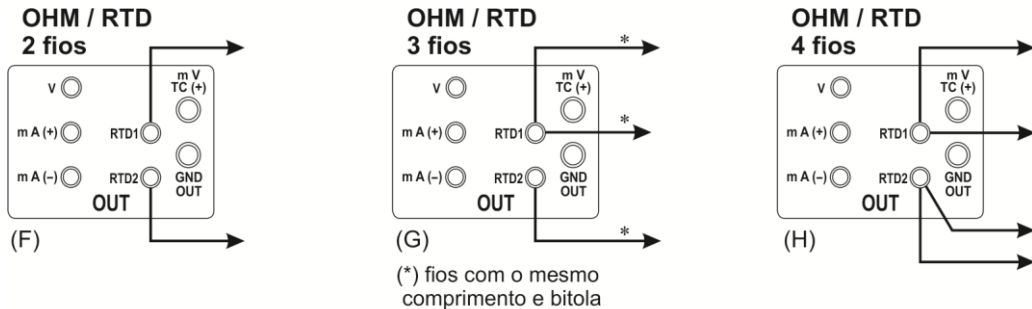 OHM / RTD
2 fios
V
m V
TC (+)
m A (+)
RTD1
m A (−)
RTD2
GND
OUT
OUT
(F)
OHM / RTD
3 fios
*
V
m V
TC (+)
*
m A (+)
RTD1
m A (−)
RTD2
GND
OUT
OUT
*
(G)
(*) fios com o mesmo
comprimento e bitola
OHM / RTD
4 fios
V
m V
TC (+)
m A (+)
RTD1
m A (−)
RTD2
GND
OUT
OUT
(H)